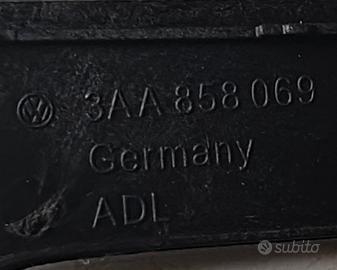 3AA 858 069
Germany
ADL
subito